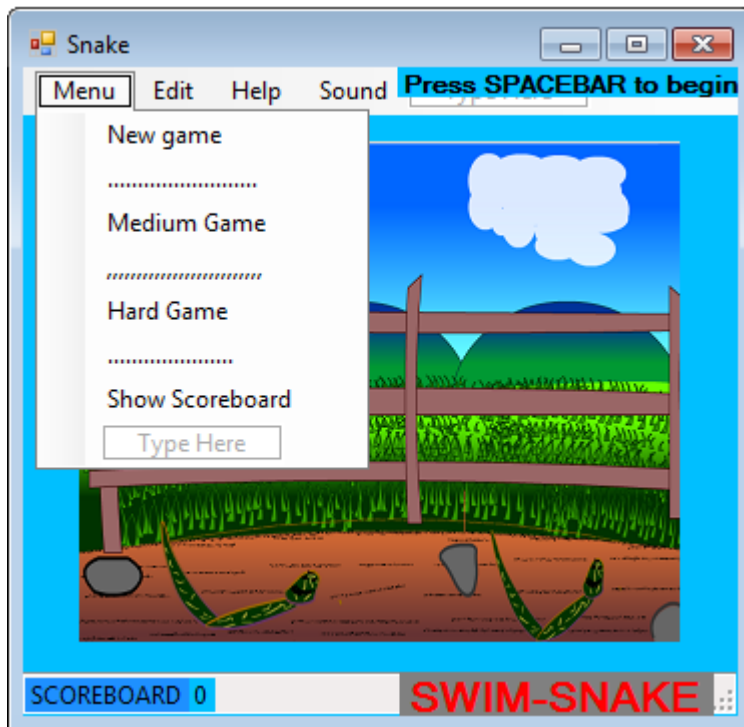 Snake
Menu Edit Help Sound Press SPACEBAR to begin
New game
.........................
Medium Game
,,,,,,,,,,,,,,,,,,,,,,,,,,
Hard Game
.....................
Show Scoreboard
Type Here
SCOREBOARD 0 SWIM-SNAKE